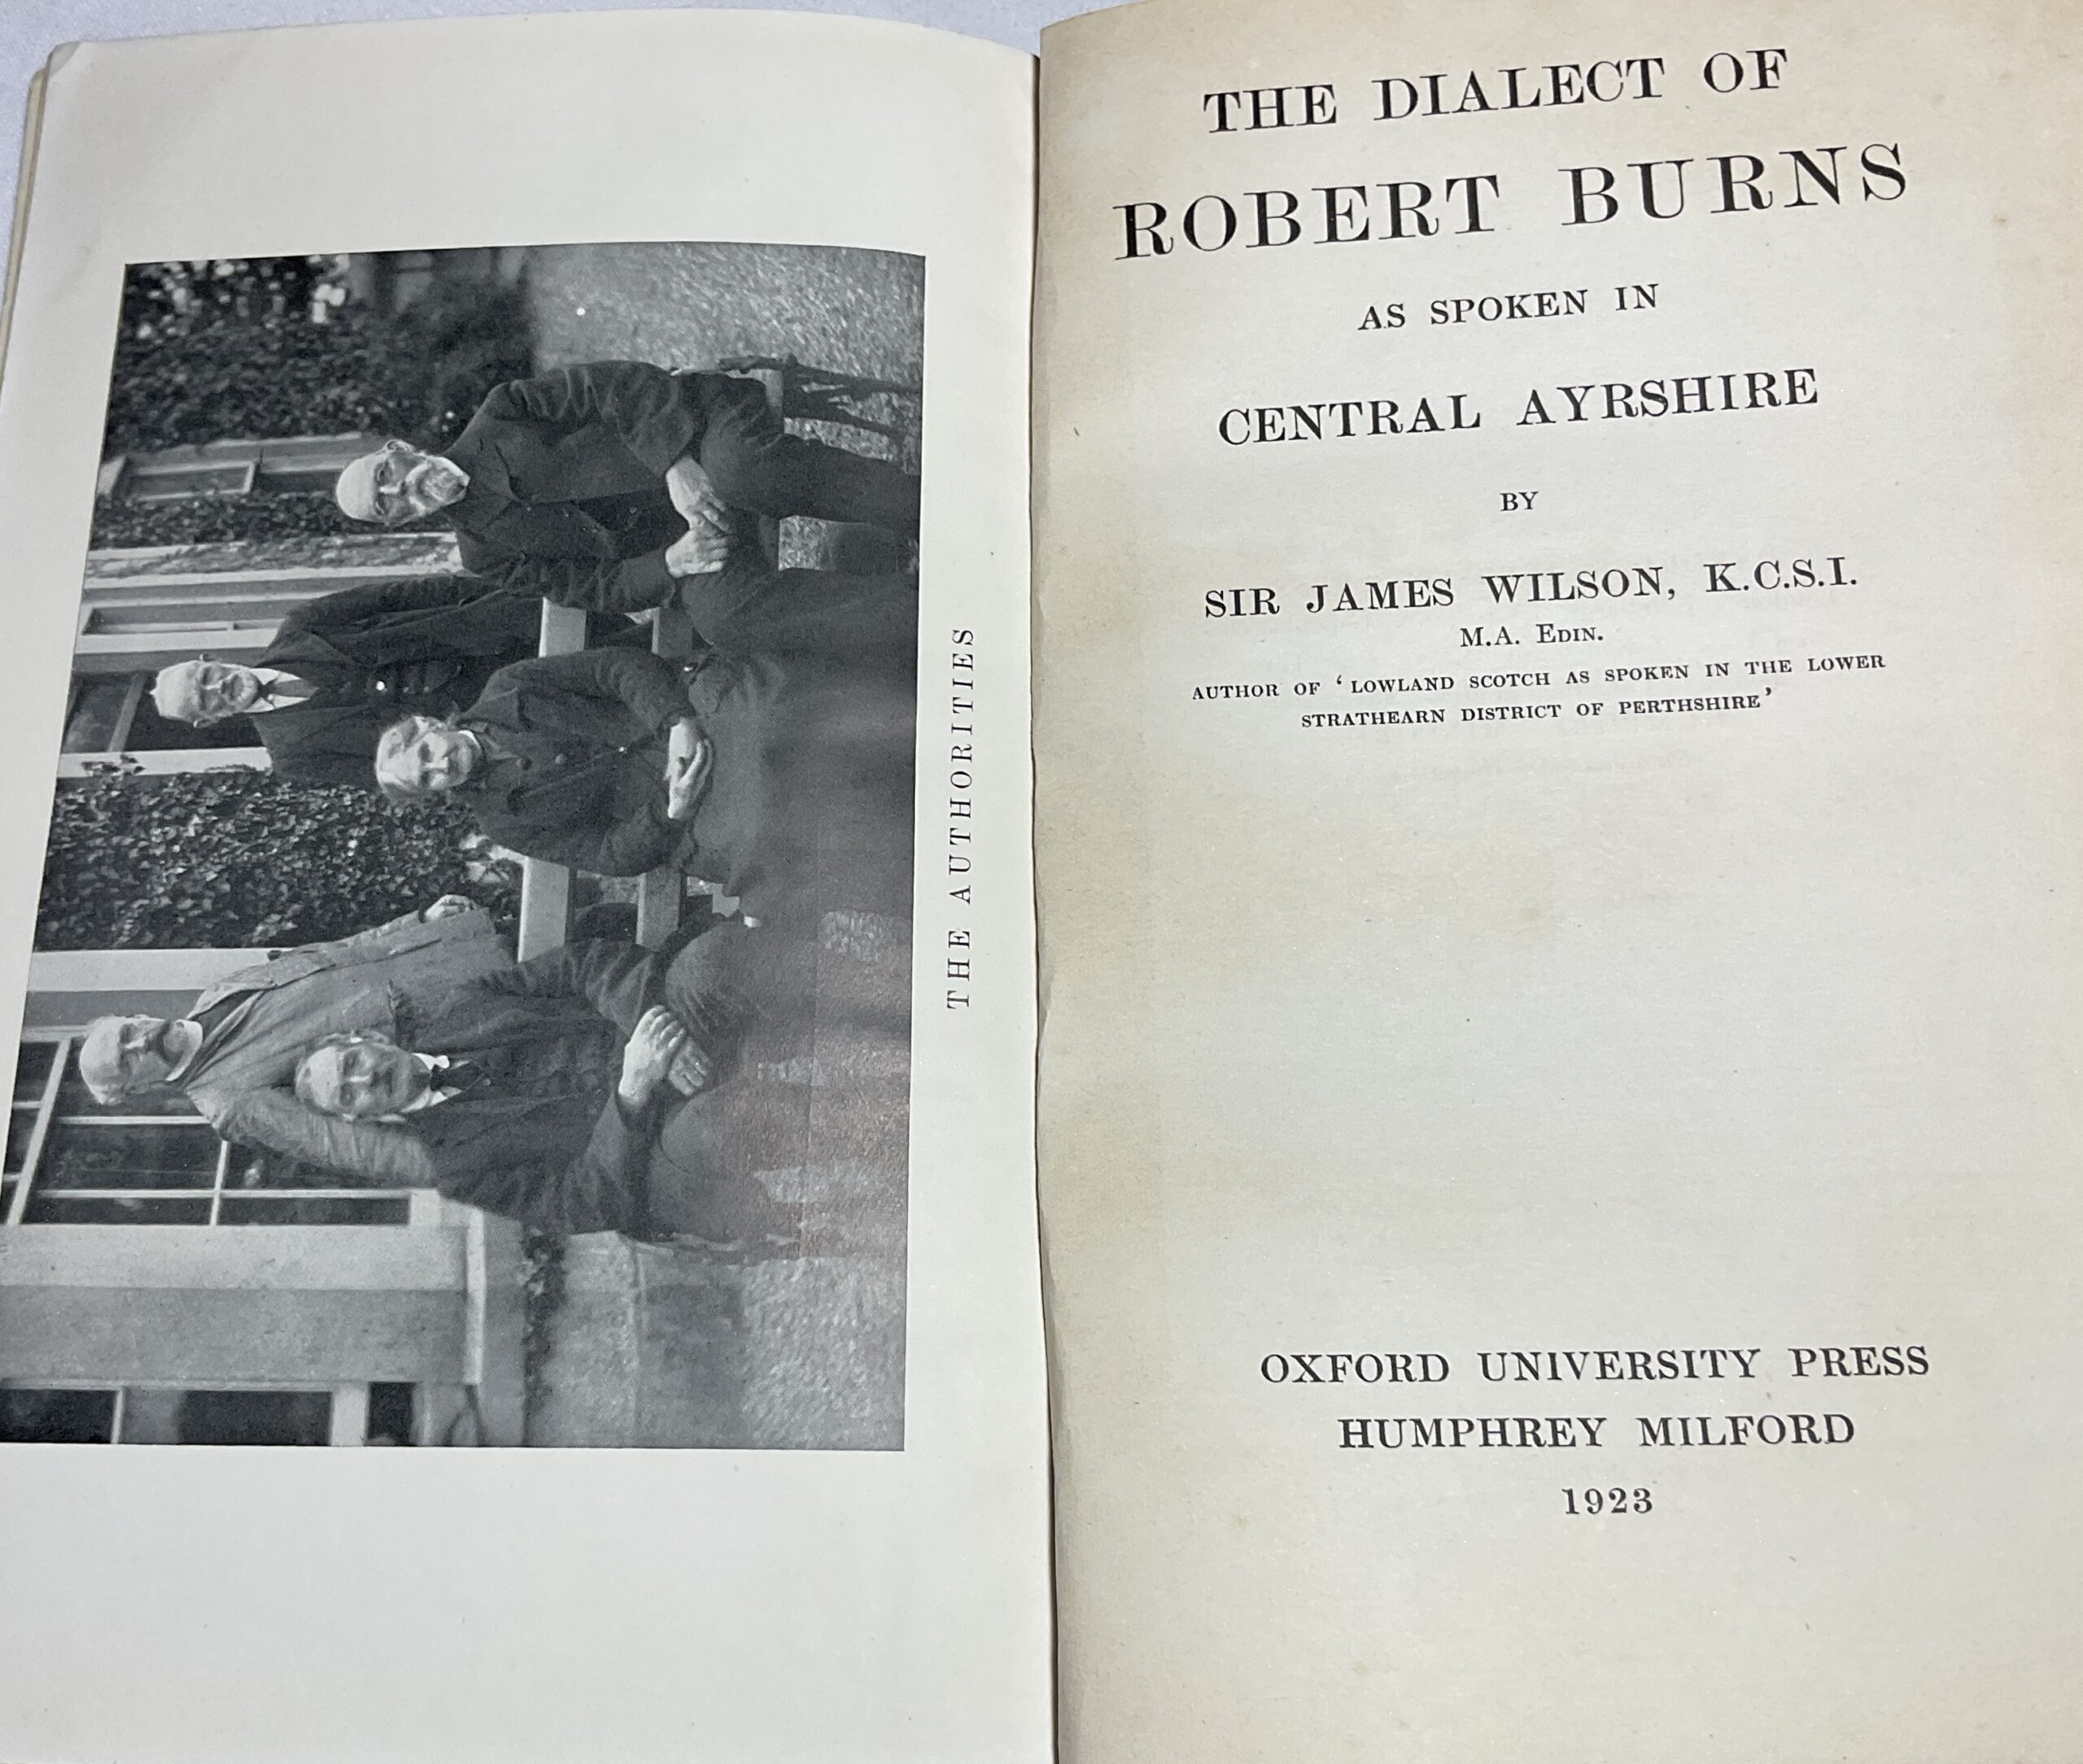 THE AUTHORITIES
THE DIALECT OF
ROBERT BURNS
AS SPOKEN IN
CENTRAL AYRSHIRE
BY
SIR JAMES WILSON, K.C.S.I.
M.A. EDIN.
AUTHOR OF ‘LOWLAND SCOTCH AS SPOKEN IN THE LOWER
STRATHEARN DISTRICT OF PERTHSHIRE’
OXFORD UNIVERSITY PRESS
HUMPHREY MILFORD
1923